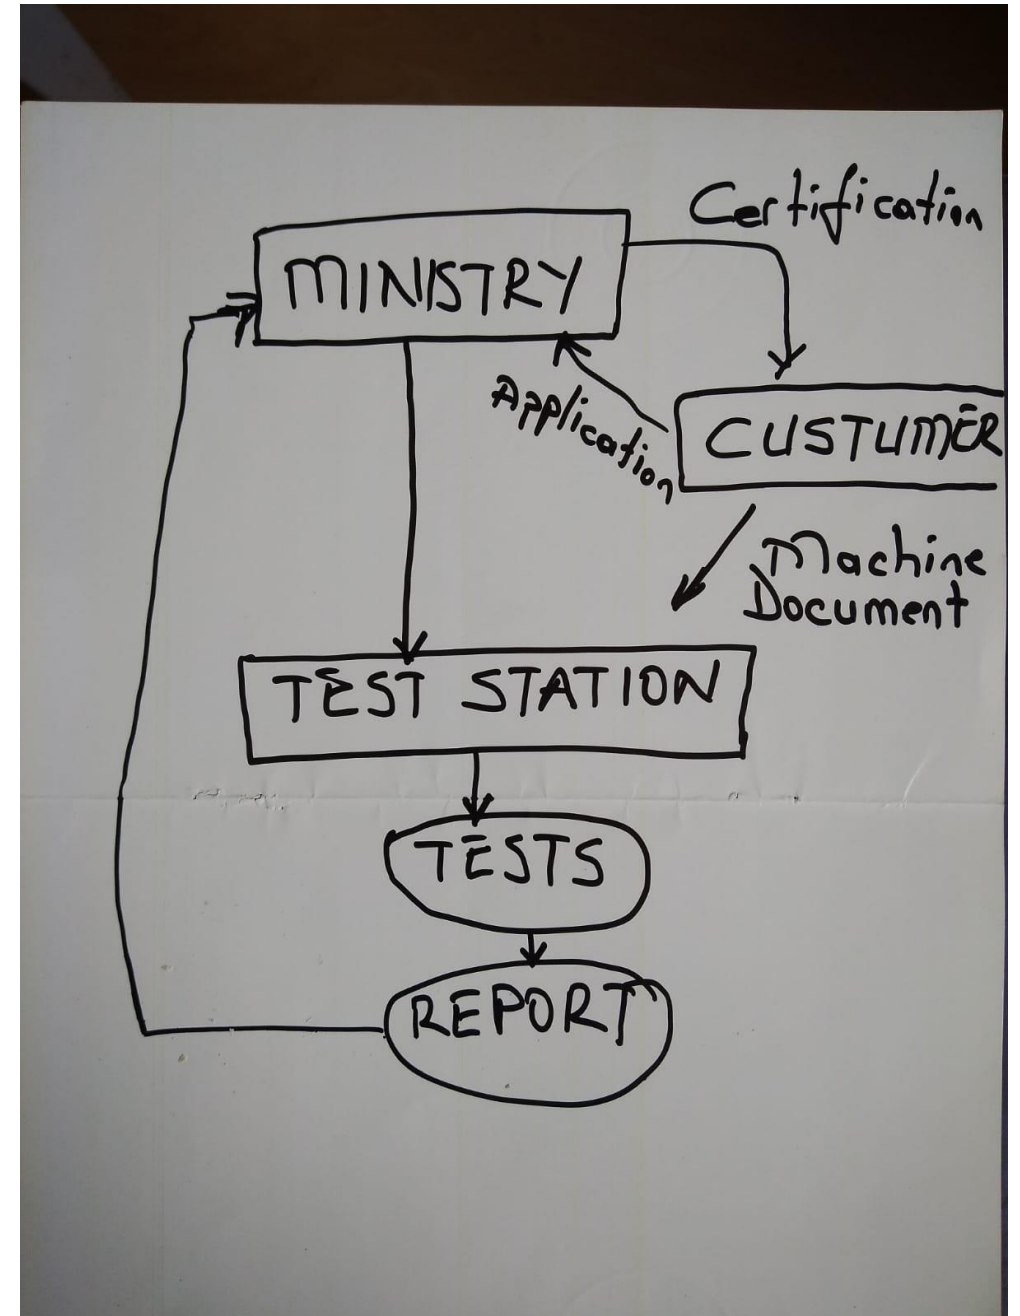 Certification
MINISTRY
Application
CUSTUMER
Machine
Document
TEST STATION
TESTS
REPORT